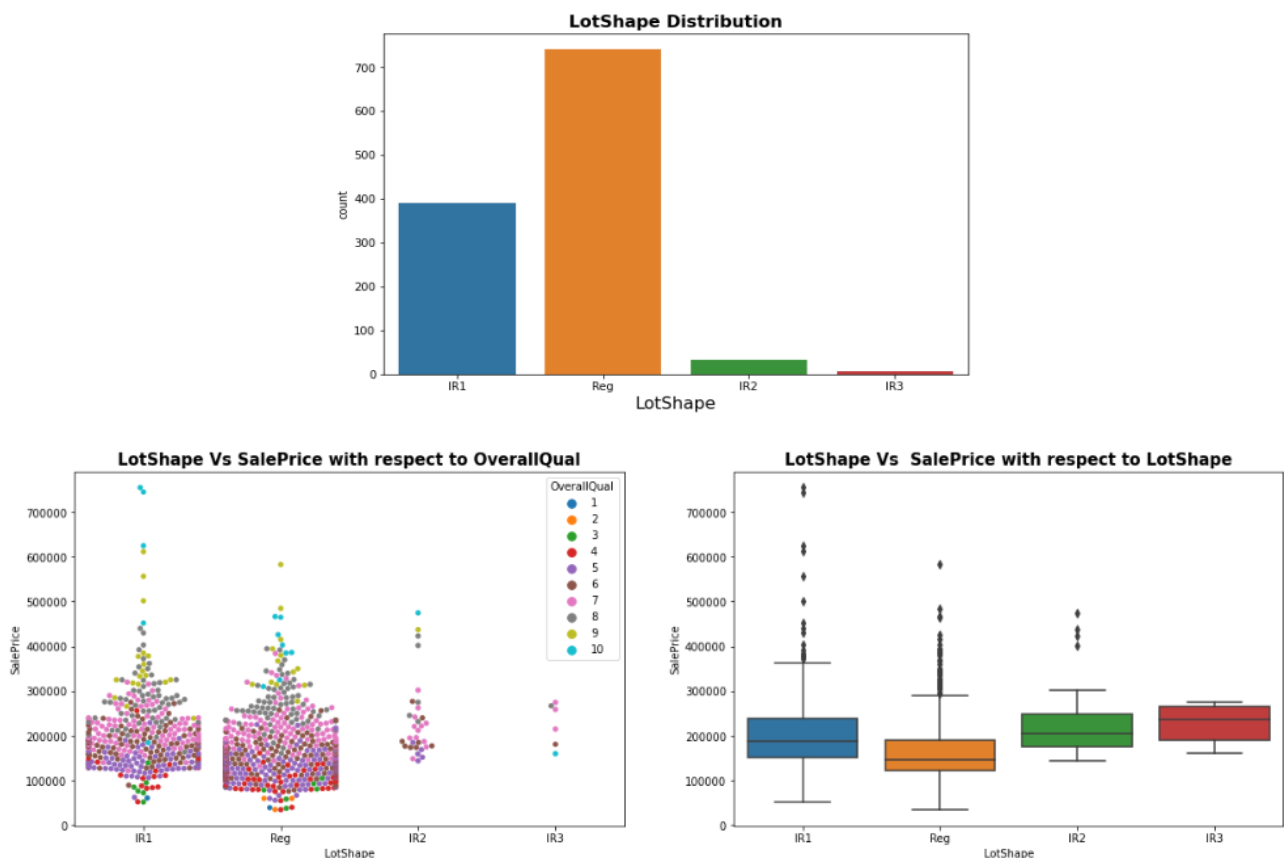 LotShape Distribution
700
600
500
400
300
200
100
0
count
IR1 Reg IR2 IR3
LotShape
LotShape Vs SalePrice with respect to OverallQual
700000
600000
500000
400000
300000
200000
100000
0
SalePrice
OverallQual
1
2
3
4
5
6
7
8
9
10
IR1 Reg IR2 IR3
LotShape
LotShape Vs  SalePrice with respect to LotShape
700000
600000
500000
400000
300000
200000
100000
0
SalePrice
IR1 Reg IR2 IR3
LotShape